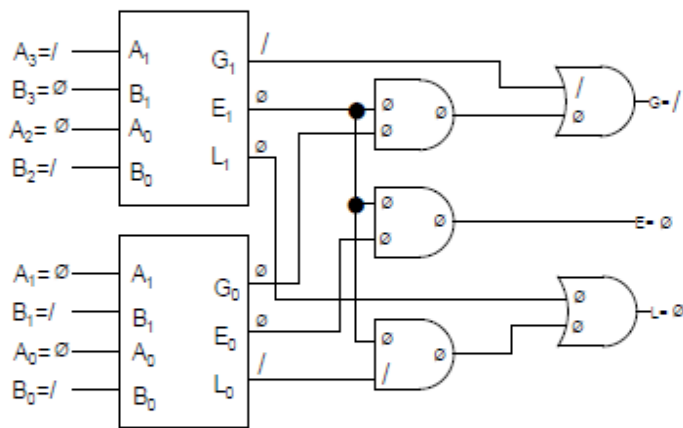 A3=/ A1 G1 /
B3=Ø B1 E1 Ø Ø Ø / G=/
A2=Ø A0 Ø Ø
B2=/ B0 L1 Ø
Ø Ø E=Ø
Ø
A1=Ø A1 G0 Ø
B1=/ B1 Ø L=Ø
A0=Ø A0 E0 Ø Ø Ø Ø
B0=/ B0 L0 / /